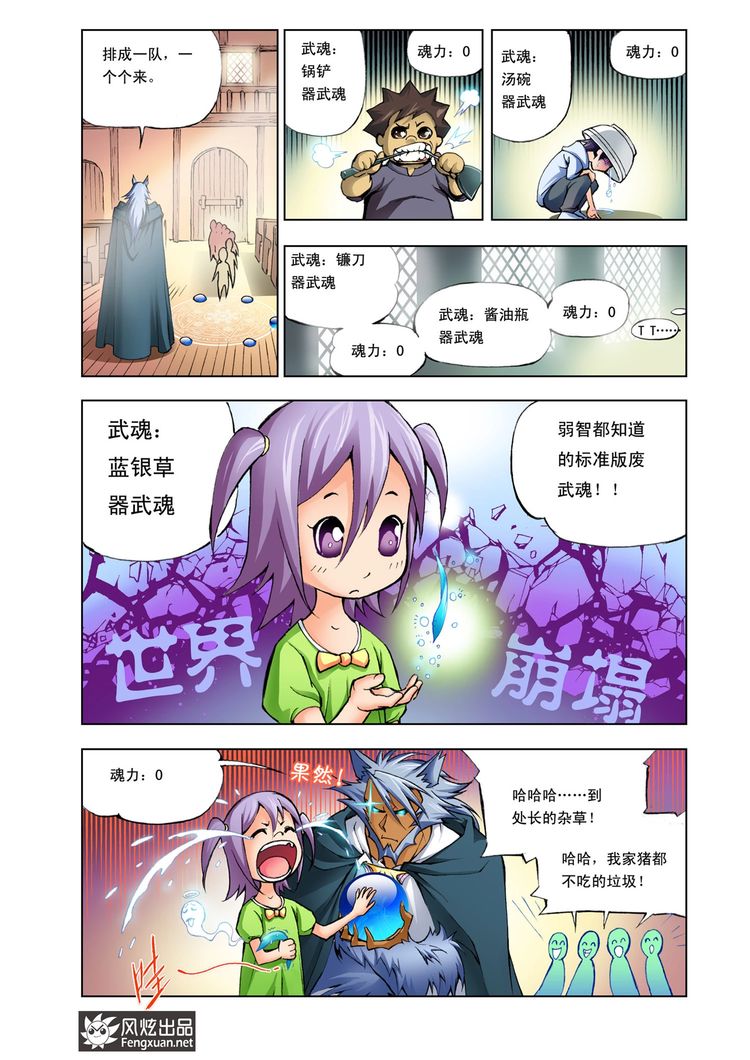 排成一队，一
个个来。
武魂：
锅铲
器武魂
魂力：0
武魂：
汤碗
器武魂
魂力：0
武魂：镰刀
器武魂
魂力：0
武魂：酱油瓶
器武魂
魂力：0
T T……
武魂：
蓝银草
器武魂
弱智都知道
的标准版废
武魂！！
世界
崩塌
魂力：0
果然！
哈哈哈……到
处长的杂草！
哈哈，我家猪都
不吃的垃圾！
哇
风炫出品
Fengxuan.net